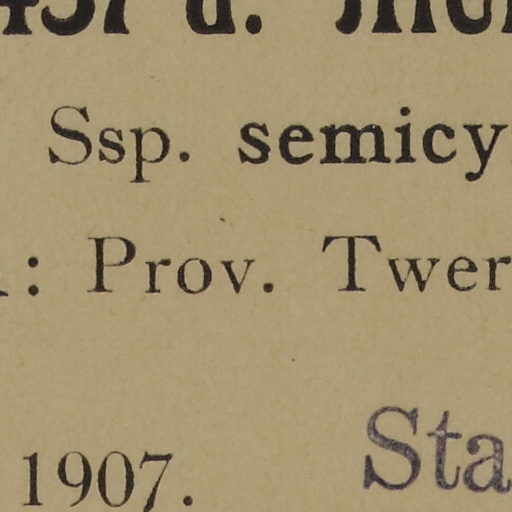 Ssp. semicy
: Prov. Twer
1907. Sta